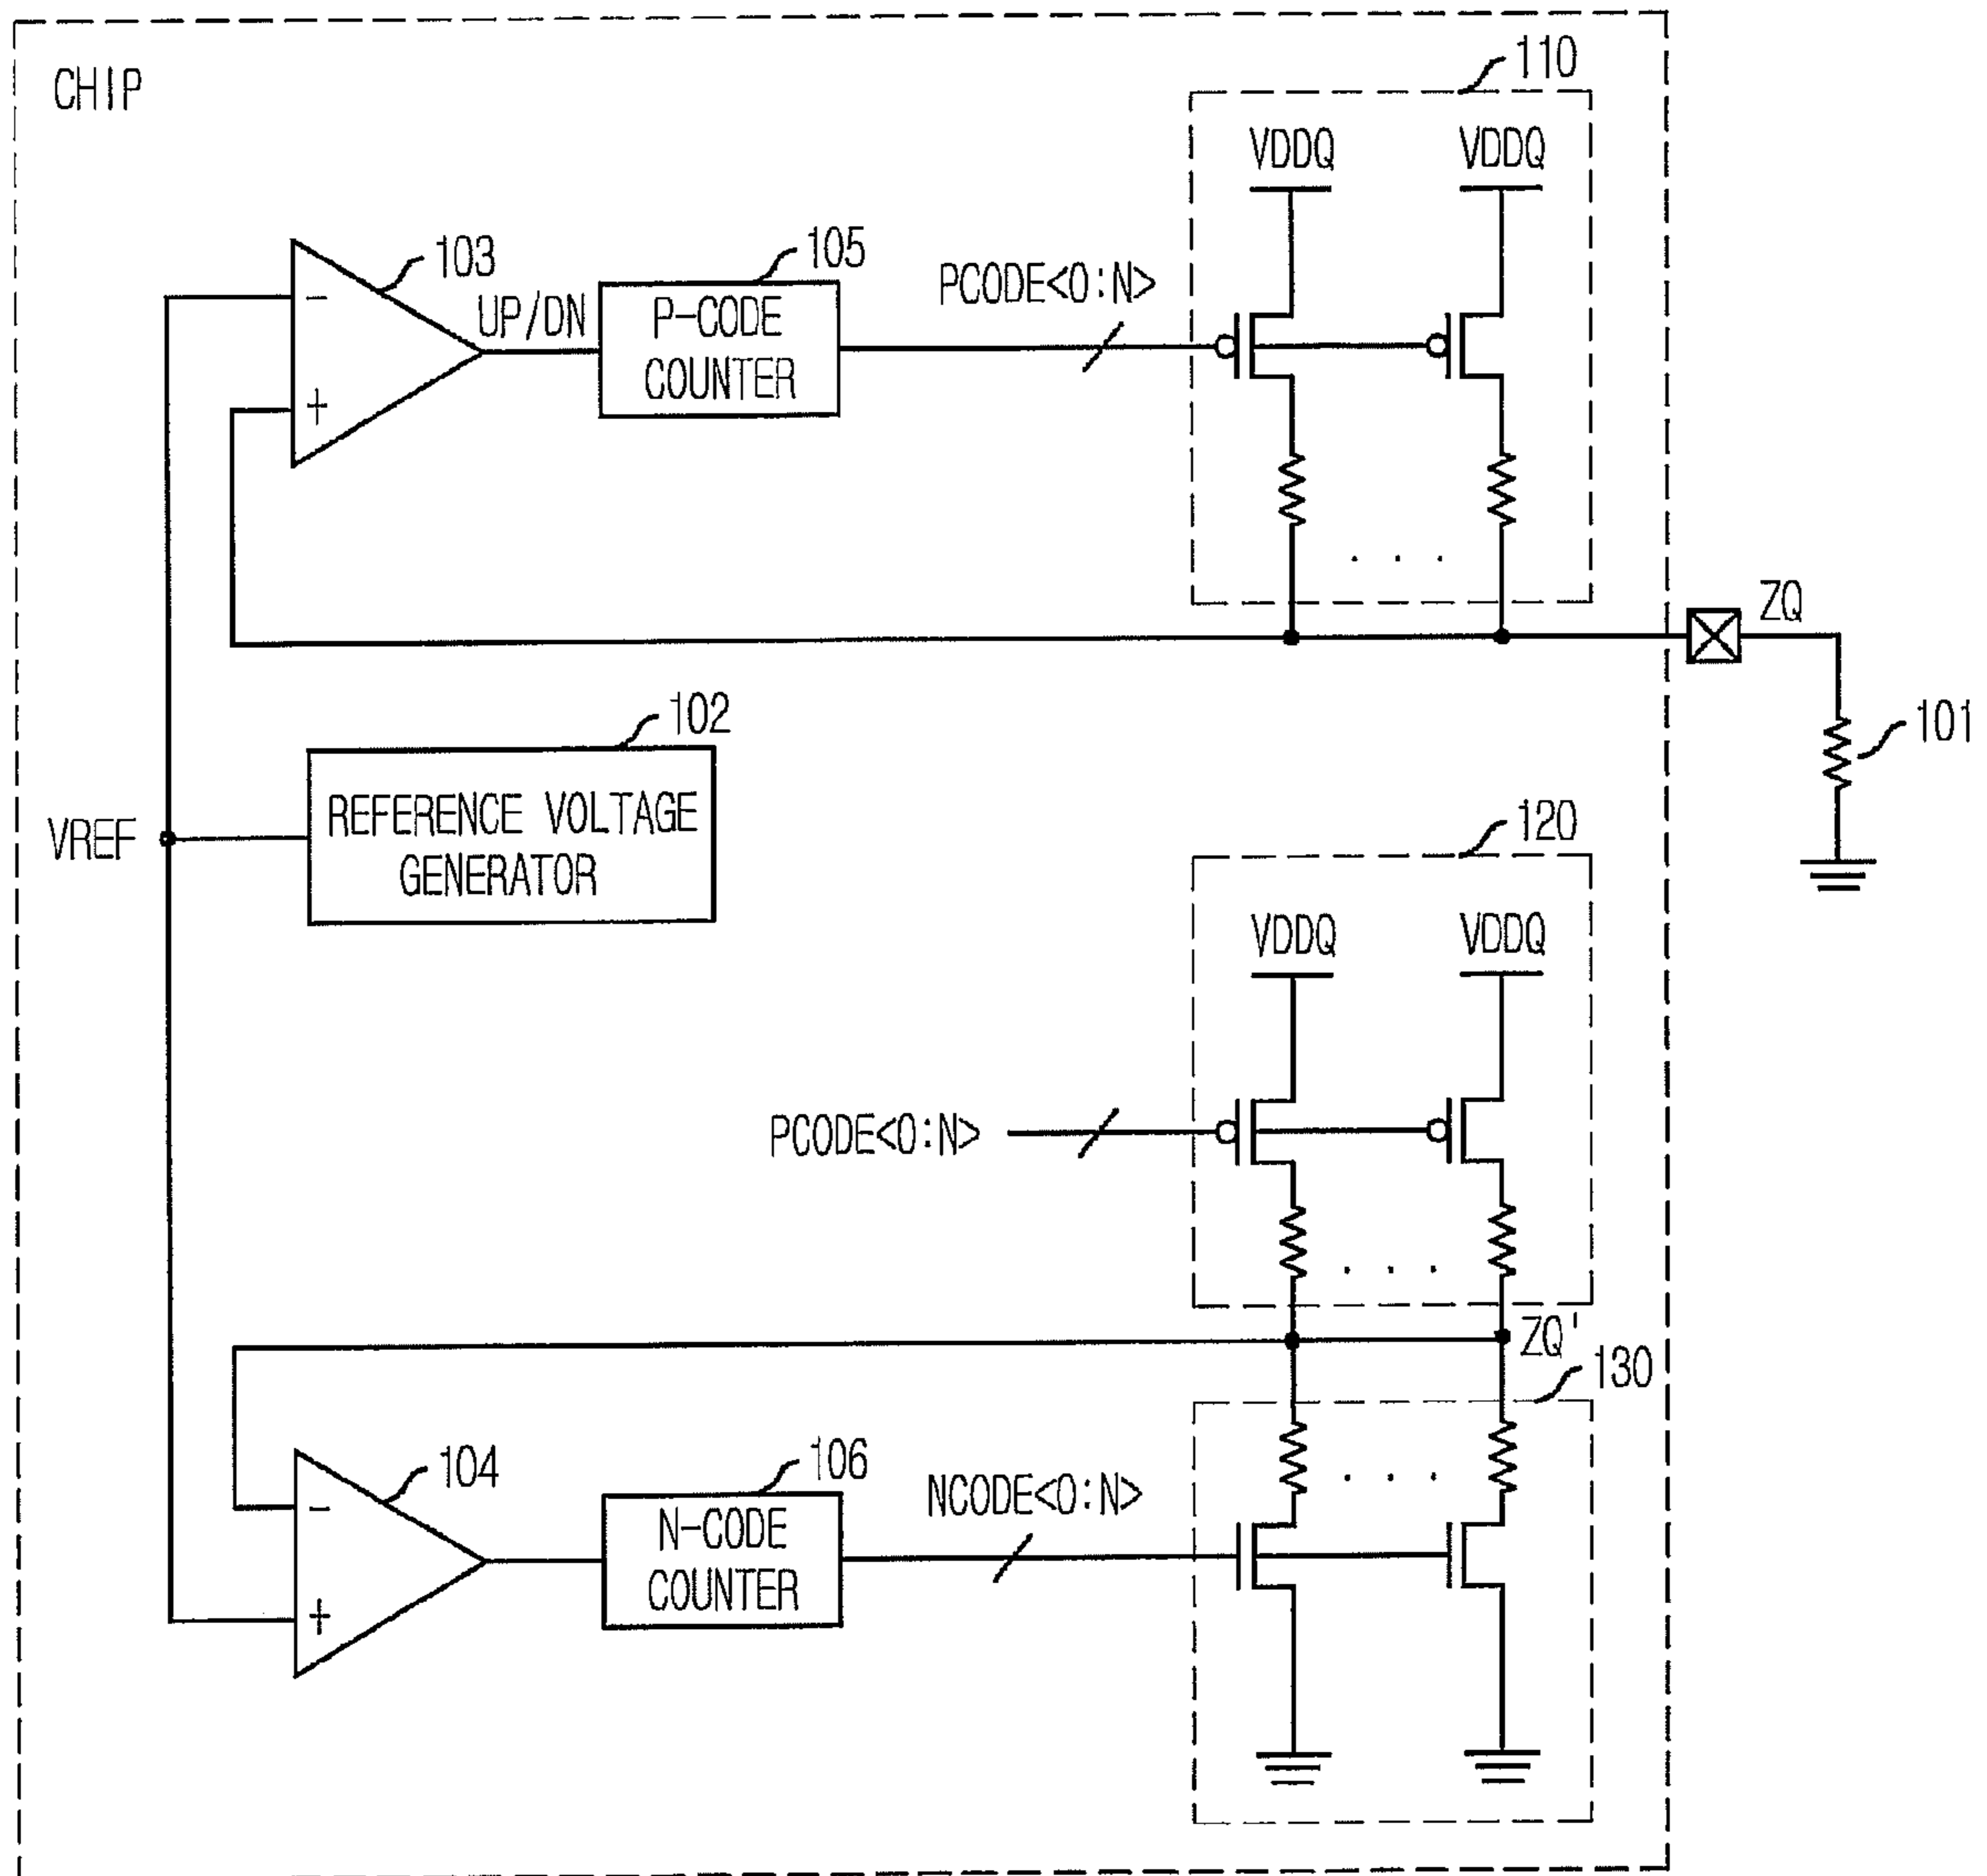 CHIP
110
VDDQ VDDQ
103
105
UP/DN
P-CODE
COUNTER
PCODE<0:N>
-
+
. . .
ZQ
101
102
REFERENCE VOLTAGE
GENERATOR
VREF
120
VDDQ VDDQ
PCODE<0:N>
. . .
ZQ'
130
104
106
-
+
N-CODE
COUNTER
NCODE<0:N>
. . .